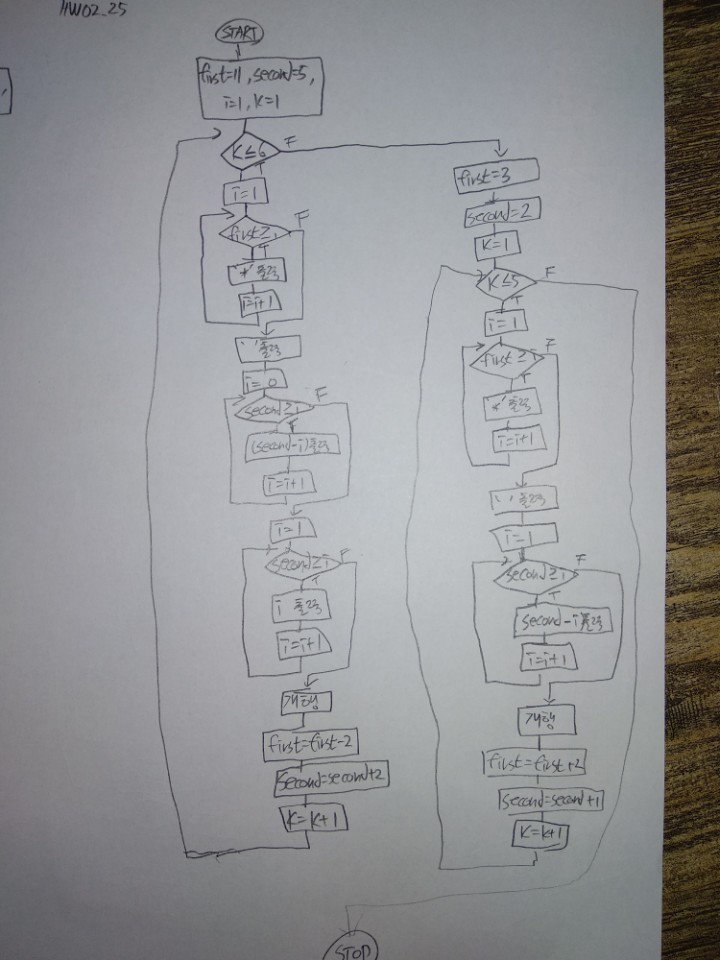 HW02_25
START
first=11, second=5,
i=1, K=1
K≤6
F
T
i=1
first≥i
F
T
'*' 출력
i=i+1
' ' 출력
i=0
second≥i
F
T
(second-i)출력
i=i+1
i=1
second≥i
F
T
i 출력
i=i+1
개행
first=first-2
second=second+2
K=K+1
F
first=3
second=2
K=1
K≤5
F
T
i=1
first≥i
F
T
'*' 출력
i=i+1
' ' 출력
i=1
second≥i
F
T
second-i출력
i=i+1
개행
first=first+2
second=second+1
K=K+1
STOP